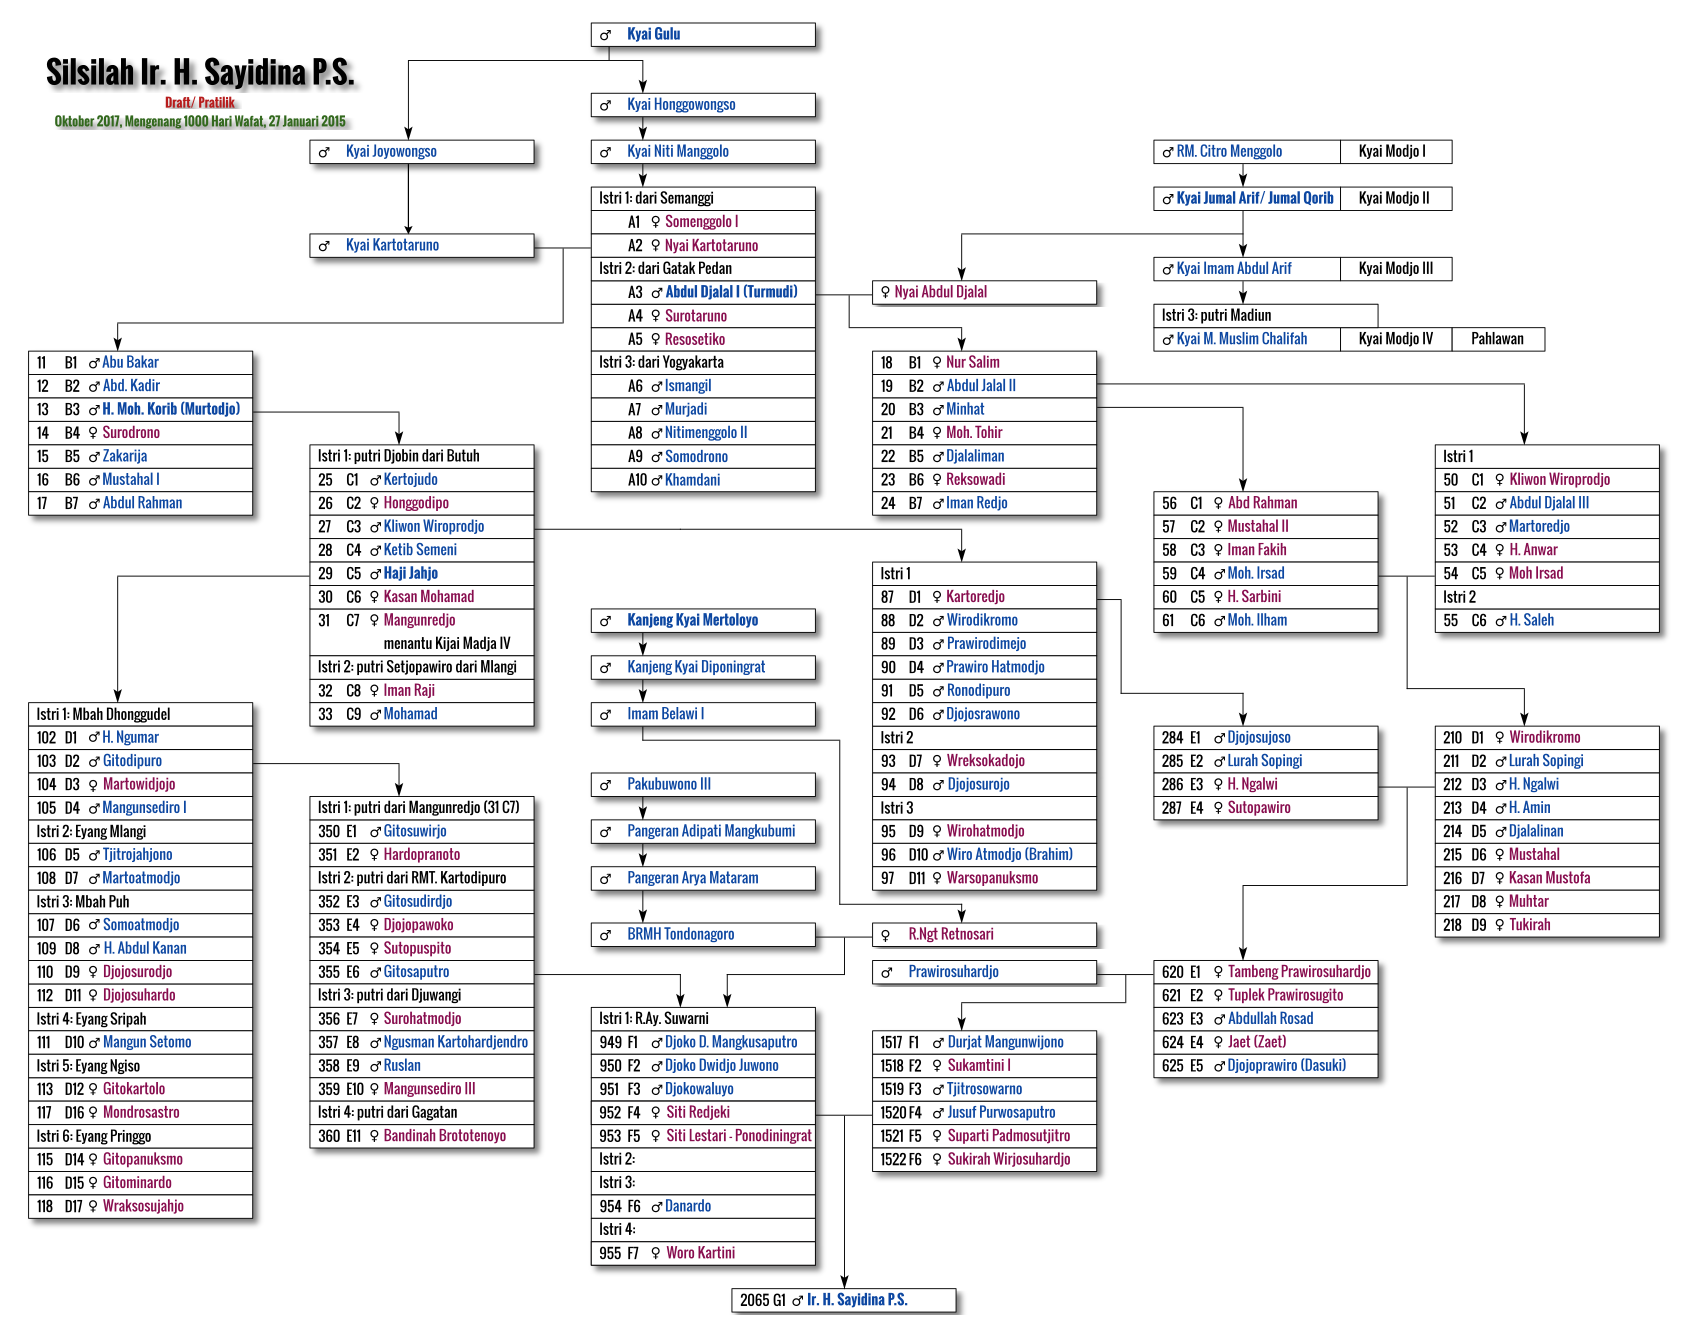 Silsilah Ir. H. Sayidina P.S.
Draft/ Pratilik
Oktober 2017, Mengenang 1000 Hari Wafat, 27 Januari 2015
♂ Kyai Gulu
♂ Kyai Honggowongso
♂ Kyai Joyowongso
♂ Kyai Niti Manggolo
♂ Kyai Kartotaruno
Istri 1: dari Semanggi
A1 ♀ Somenggolo I
A2 ♀ Nyai Kartotaruno
Istri 2: dari Gatak Pedan
A3 ♂ Abdul Djalal I (Turmudi)
A4 ♀ Surotaruno
A5 ♀ Resosetiko
Istri 3: dari Yogyakarta
A6 ♂ Ismangil
A7 ♂ Murjadi
A8 ♂ Nitimenggolo II
A9 ♂ Somodrono
A10 ♂ Khamdani
♂ RM. Citro Menggolo Kyai Modjo I
♂ Kyai Jumal Arif/ Jumal Qorib Kyai Modjo II
♂ Kyai Imam Abdul Arif Kyai Modjo III
Istri 3: putri Madiun
♂ Kyai M. Muslim Chalifah Kyai Modjo IV Pahlawan
♀ Nyai Abdul Djalal
11 B1 ♂ Abu Bakar
12 B2 ♂ Abd. Kadir
13 B3 ♂ H. Moh. Korib (Murtodjo)
14 B4 ♀ Surodrono
15 B5 ♂ Zakarija
16 B6 ♂ Mustahal I
17 B7 ♂ Abdul Rahman
18 B1 ♀ Nur Salim
19 B2 ♂ Abdul Jalal II
20 B3 ♂ Minhat
21 B4 ♀ Moh. Tohir
22 B5 ♂ Djalaliman
23 B6 ♀ Reksowadi
24 B7 ♂ Iman Redjo
Istri 1: putri Djobin dari Butuh
25 C1 ♂ Kertojudo
26 C2 ♀ Honggodipo
27 C3 ♂ Kliwon Wiroprodjo
28 C4 ♂ Ketib Semeni
29 C5 ♂ Haji Jahjo
30 C6 ♀ Kasan Mohamad
31 C7 ♀ Mangunredjo
menantu Kijai Madja IV
Istri 2: putri Setjopawiro dari Mlangi
32 C8 ♀ Iman Raji
33 C9 ♂ Mohamad
56 C1 ♀ Abd Rahman
57 C2 ♀ Mustahal II
58 C3 ♀ Iman Fakih
59 C4 ♂ Moh. Irsad
60 C5 ♀ H. Sarbini
61 C6 ♂ Moh. Ilham
Istri 1
50 C1 ♀ Kliwon Wiroprodjo
51 C2 ♂ Abdul Djalal III
52 C3 ♂ Martoredjo
53 C4 ♀ H. Anwar
54 C5 ♀ Moh Irsad
Istri 2
55 C6 ♂ H. Saleh
Istri 1
87 D1 ♀ Kartoredjo
88 D2 ♂ Wirodikromo
89 D3 ♂ Prawirodimejo
90 D4 ♂ Prawiro Hatmodjo
91 D5 ♂ Ronodipuro
92 D6 ♂ Djojosrawono
Istri 2
93 D7 ♀ Wreksokadojo
94 D8 ♂ Djojosurojo
Istri 3
95 D9 ♀ Wirohatmodjo
96 D10 ♂ Wiro Atmodjo (Brahim)
97 D11 ♀ Warsopanuksmo
♂ Kanjeng Kyai Mertoloyo
♂ Kanjeng Kyai Diponingrat
♂ Imam Belawi I
♂ Pakubuwono III
♂ Pangeran Adipati Mangkubumi
♂ Pangeran Arya Mataram
♂ BRMH Tondonagoro
♀ R.Ngt Retnosari
♂ Prawirosuhardjo
Istri 1: Mbah Dhonggudel
102 D1 ♂ H. Ngumar
103 D2 ♂ Gitodipuro
104 D3 ♀ Martowidjojo
105 D4 ♂ Mangunsediro I
Istri 2: Eyang Mlangi
106 D5 ♂ Tjitrojahjono
108 D7 ♂ Martoatmodjo
Istri 3: Mbah Puh
107 D6 ♂ Somoatmodjo
109 D8 ♂ H. Abdul Kanan
110 D9 ♀ Djojosurodjo
112 D11 ♀ Djojosuhardo
Istri 4: Eyang Sripah
111 D10 ♂ Mangun Setomo
Istri 5: Eyang Ngiso
113 D12 ♀ Gitokartolo
117 D16 ♀ Mondrosastro
Istri 6: Eyang Pringgo
115 D14 ♀ Gitopanuksmo
116 D15 ♀ Gitominardo
118 D17 ♀ Wraksosujahjo
Istri 1: putri dari Mangunredjo (31 C7)
350 E1 ♂ Gitosuwirjo
351 E2 ♀ Hardopranoto
Istri 2: putri dari RMT. Kartodipuro
352 E3 ♂ Gitosudirdjo
353 E4 ♀ Djojopawoko
354 E5 ♀ Sutopuspito
355 E6 ♂ Gitosaputro
Istri 3: putri dari Djuwangi
356 E7 ♀ Surohatmodjo
357 E8 ♂ Ngusman Kartohardjendro
358 E9 ♂ Ruslan
359 E10 ♀ Mangunsediro III
Istri 4: putri dari Gagatan
360 E11 ♀ Bandinah Brototenoyo
284 E1 ♂ Djojosujoso
285 E2 ♂ Lurah Sopingi
286 E3 ♀ H. Ngalwi
287 E4 ♀ Sutopawiro
210 D1 ♀ Wirodikromo
211 D2 ♂ Lurah Sopingi
212 D3 ♂ H. Ngalwi
213 D4 ♂ H. Amin
214 D5 ♂ Djalalinan
215 D6 ♀ Mustahal
216 D7 ♀ Kasan Mustofa
217 D8 ♀ Muhtar
218 D9 ♀ Tukirah
620 E1 ♀ Tambeng Prawirosuhardjo
621 E2 ♀ Tuplek Prawirosugito
623 E3 ♂ Abdullah Rosad
624 E4 ♀ Jaet (Zaet)
625 E5 ♂ Djojoprawiro (Dasuki)
Istri 1: R.Ay. Suwarni
949 F1 ♂ Djoko D. Mangkusaputro
950 F2 ♂ Djoko Dwidjo Juwono
951 F3 ♂ Djokowaluyo
952 F4 ♀ Siti Redjeki
953 F5 ♀ Siti Lestari - Ponodiningrat
Istri 2:
Istri 3:
954 F6 ♂ Danardo
Istri 4:
955 F7 ♀ Woro Kartini
1517 F1 ♂ Durjat Mangunwijono
1518 F2 ♀ Sukamtini I
1519 F3 ♂ Tjitrosowarno
1520 F4 ♂ Jusuf Purwosaputro
1521 F5 ♀ Suparti Padmosutjitro
1522 F6 ♀ Sukirah Wirjosuhardjo
2065 G1 ♂ Ir. H. Sayidina P.S.